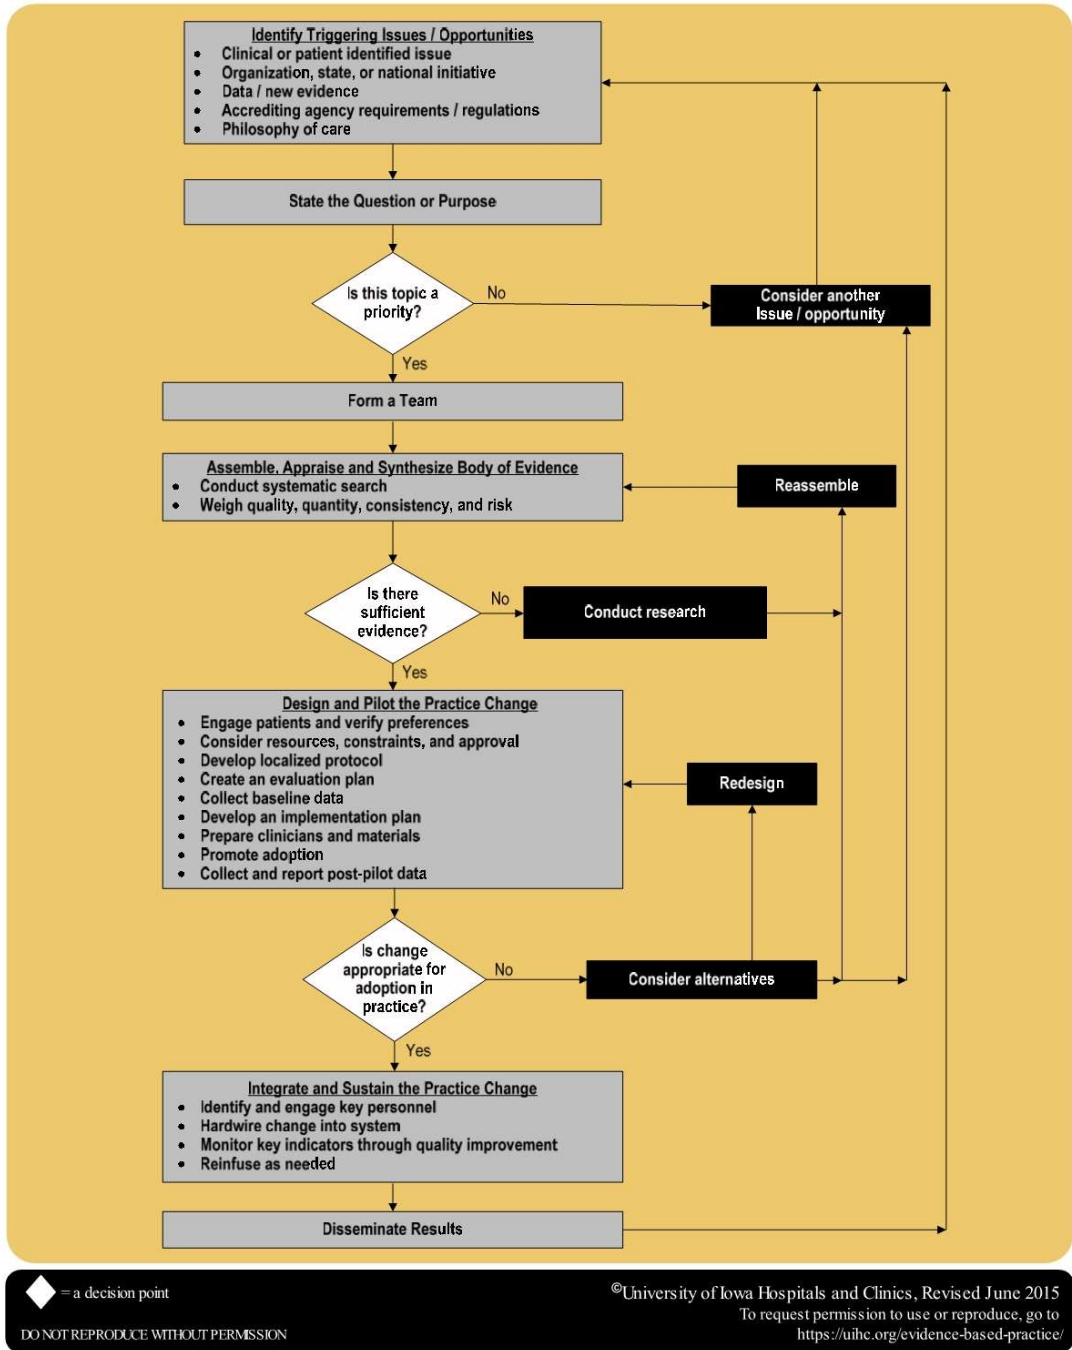 Identify Triggering Issues / Opportunities
• Clinical or patient identified issue
• Organization, state, or national initiative
• Data / new evidence
• Accrediting agency requirements / regulations
• Philosophy of care
State the Question or Purpose
Is this topic a
priority?
No
Consider another
Issue / opportunity
Yes
Form a Team
Assemble, Appraise and Synthesize Body of Evidence
• Conduct systematic search
• Weigh quality, quantity, consistency, and risk
Reassemble
Is there
sufficient
evidence?
No
Conduct research
Yes
Design and Pilot the Practice Change
• Engage patients and verify preferences
• Consider resources, constraints, and approval
• Develop localized protocol
• Create an evaluation plan
• Collect baseline data
• Develop an implementation plan
• Prepare clinicians and materials
• Promote adoption
• Collect and report post-pilot data
Redesign
Is change
appropriate for
adoption in
practice?
No
Consider alternatives
Yes
Integrate and Sustain the Practice Change
• Identify and engage key personnel
• Hardwire change into system
• Monitor key indicators through quality improvement
• Reinfuse as needed
Disseminate Results
= a decision point
DO NOT REPRODUCE WITHOUT PERMISSION
©University of Iowa Hospitals and Clinics, Revised June 2015
To request permission to use or reproduce, go to
https://uihc.org/evidence-based-practice/